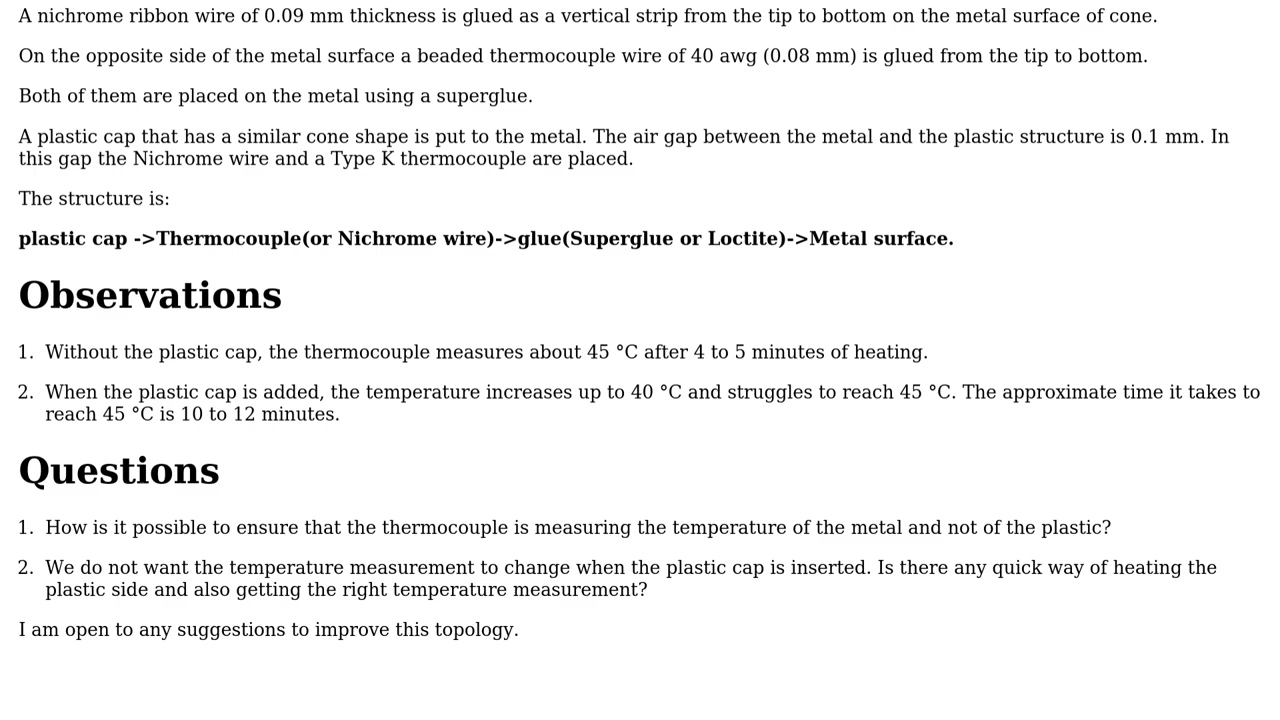 A nichrome ribbon wire of 0.09 mm thickness is glued as a vertical strip from the tip to bottom on the metal surface of cone.
On the opposite side of the metal surface a beaded thermocouple wire of 40 awg (0.08 mm) is glued from the tip to bottom.
Both of them are placed on the metal using a superglue.
A plastic cap that has a similar cone shape is put to the metal. The air gap between the metal and the plastic structure is 0.1 mm. In
this gap the Nichrome wire and a Type K thermocouple are placed.
The structure is:
plastic cap ->Thermocouple(or Nichrome wire)->glue(Superglue or Loctite)->Metal surface.
Observations
1. Without the plastic cap, the thermocouple measures about 45 °C after 4 to 5 minutes of heating.
2. When the plastic cap is added, the temperature increases up to 40 °C and struggles to reach 45 °C. The approximate time it takes to
reach 45 °C is 10 to 12 minutes.
Questions
1. How is it possible to ensure that the thermocouple is measuring the temperature of the metal and not of the plastic?
2. We do not want the temperature measurement to change when the plastic cap is inserted. Is there any quick way of heating the
plastic side and also getting the right temperature measurement?
I am open to any suggestions to improve this topology.